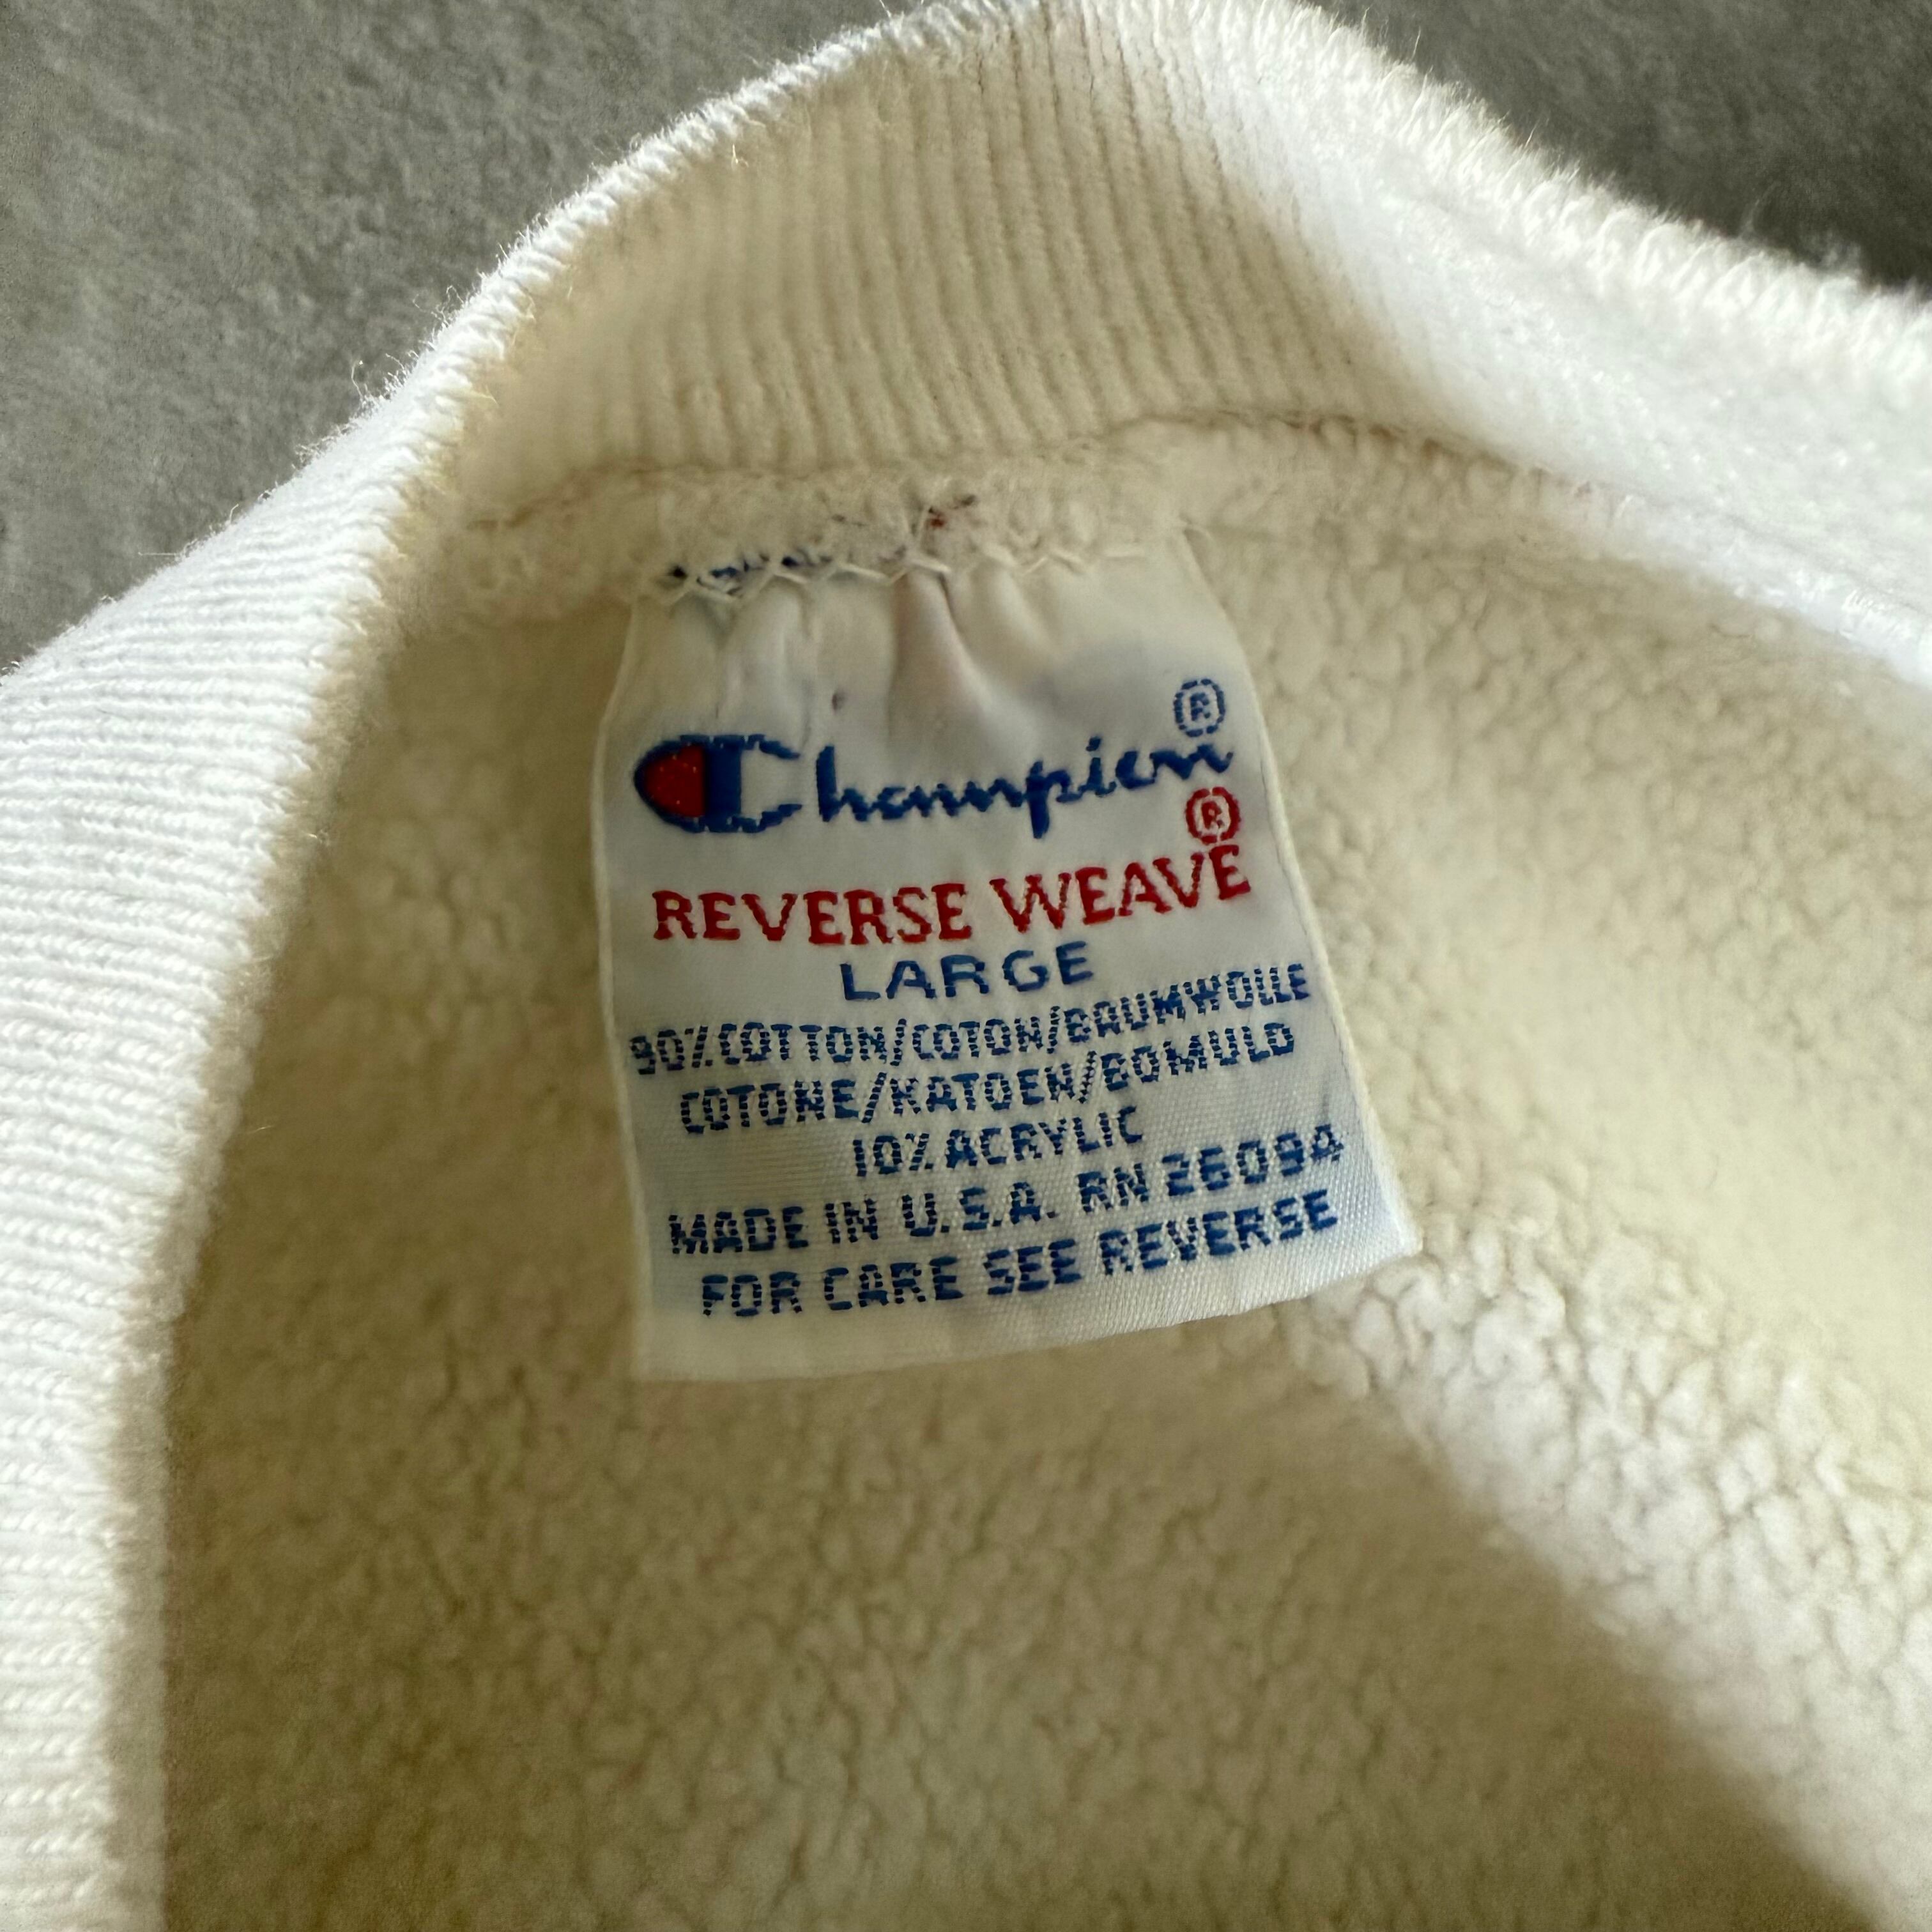 Champion®
REVERSE WEAVE®
LARGE
90% COTTON/COTON/BAUMWOLLE
COTONE/KATOEN/BOMULD
10% ACRYLIC
MADE IN U.S.A. RN 26094
FOR CARE SEE REVERSE